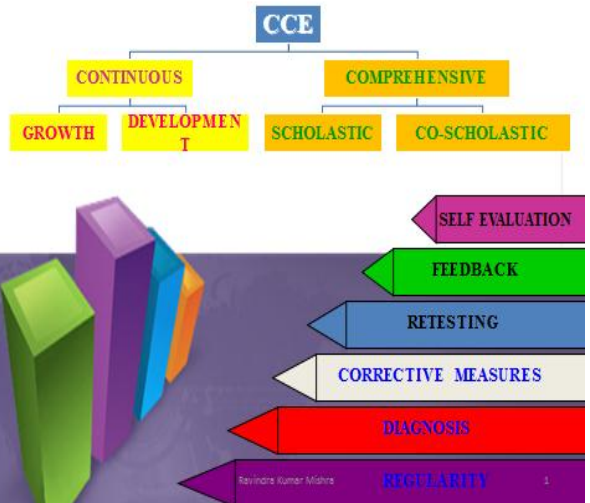 CCE
CONTINUOUS
COMPREHENSIVE
GROWTH
DEVELOPMEN
T
SCHOLASTIC
CO-SCHOLASTIC
SELF EVALUATION
FEEDBACK
RETESTING
CORRECTIVE MEASURES
DIAGNOSIS
Ravindra Kumar Mishra
REGULARITY
1